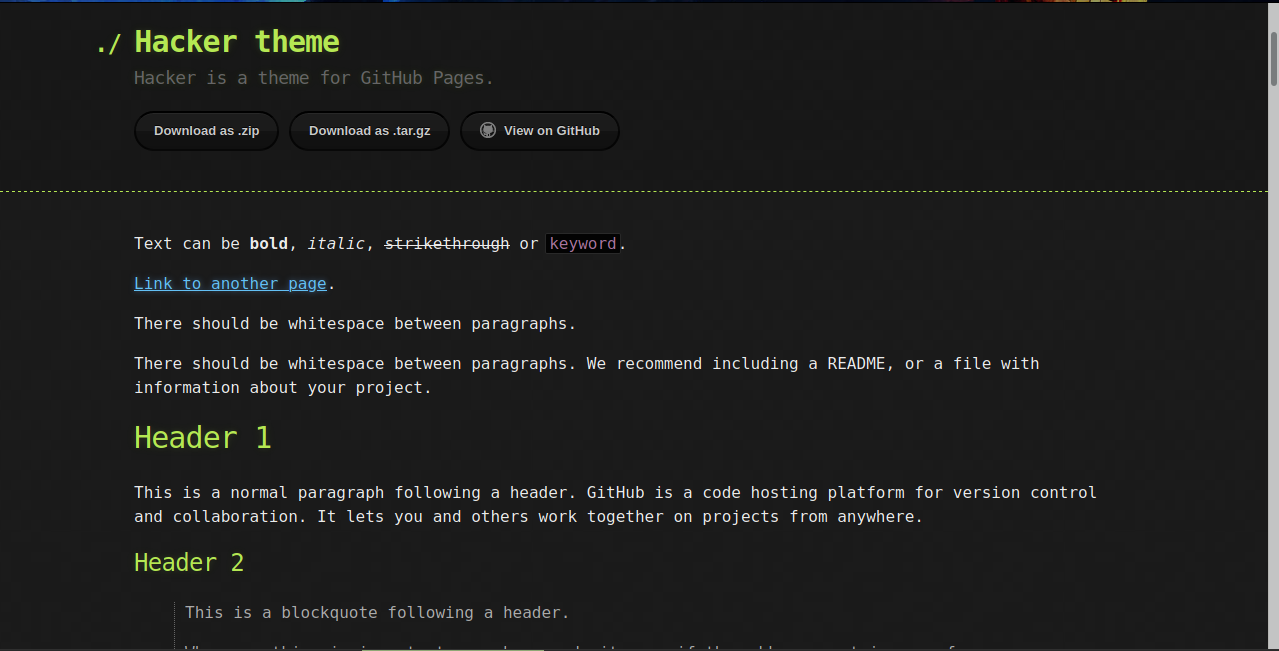 ./ Hacker theme
Hacker is a theme for GitHub Pages.
Download as .zip Download as .tar.gz View on GitHub
Text can be bold, italic, strikethrough or keyword.
Link to another page.
There should be whitespace between paragraphs.
There should be whitespace between paragraphs. We recommend including a README, or a file with
information about your project.
Header 1
This is a normal paragraph following a header. GitHub is a code hosting platform for version control
and collaboration. It lets you and others work together on projects from anywhere.
Header 2
This is a blockquote following a header.